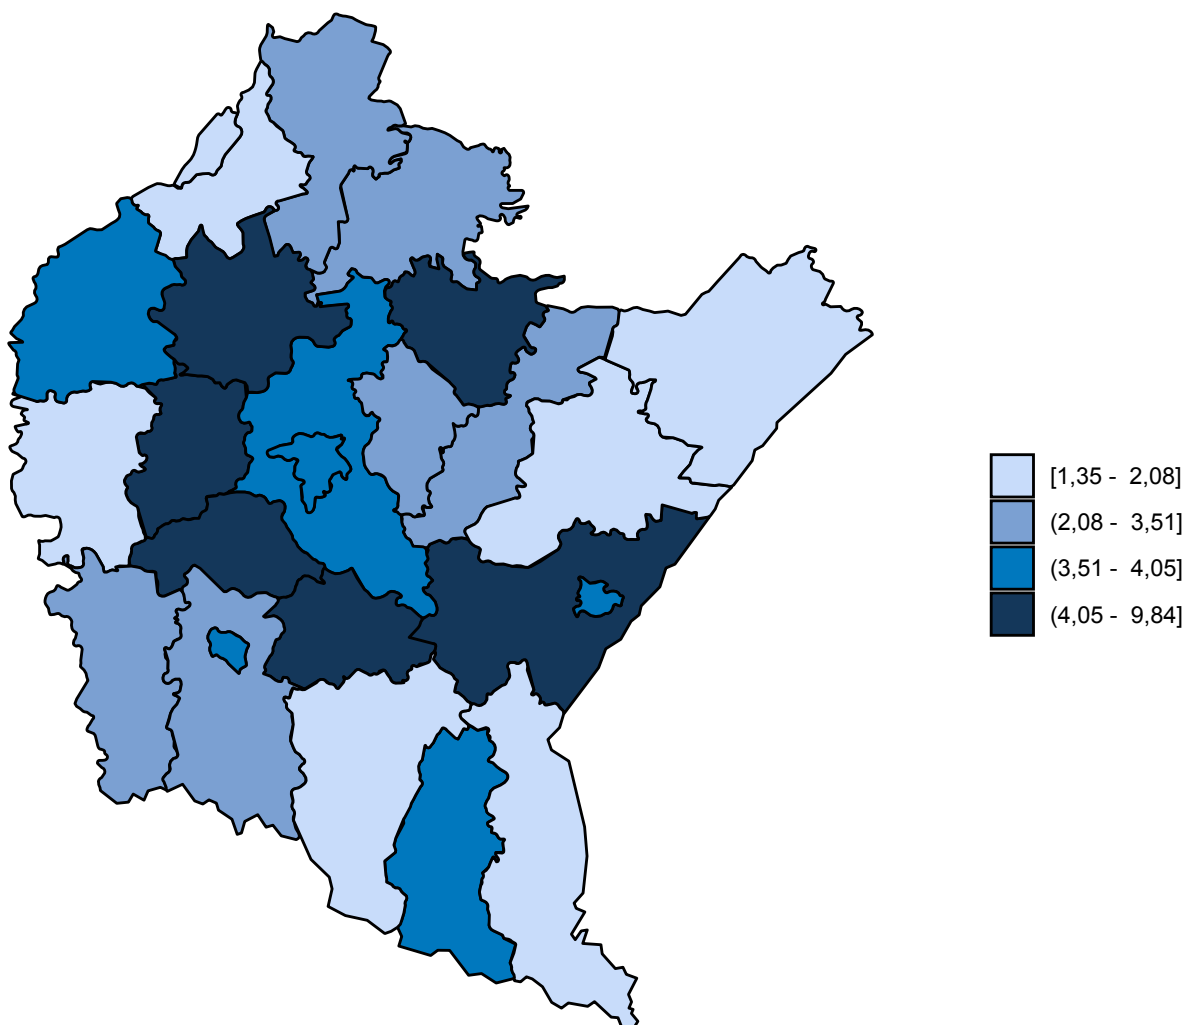 [1,35 - 2,08]
(2,08 - 3,51]
(3,51 - 4,05]
(4,05 - 9,84]